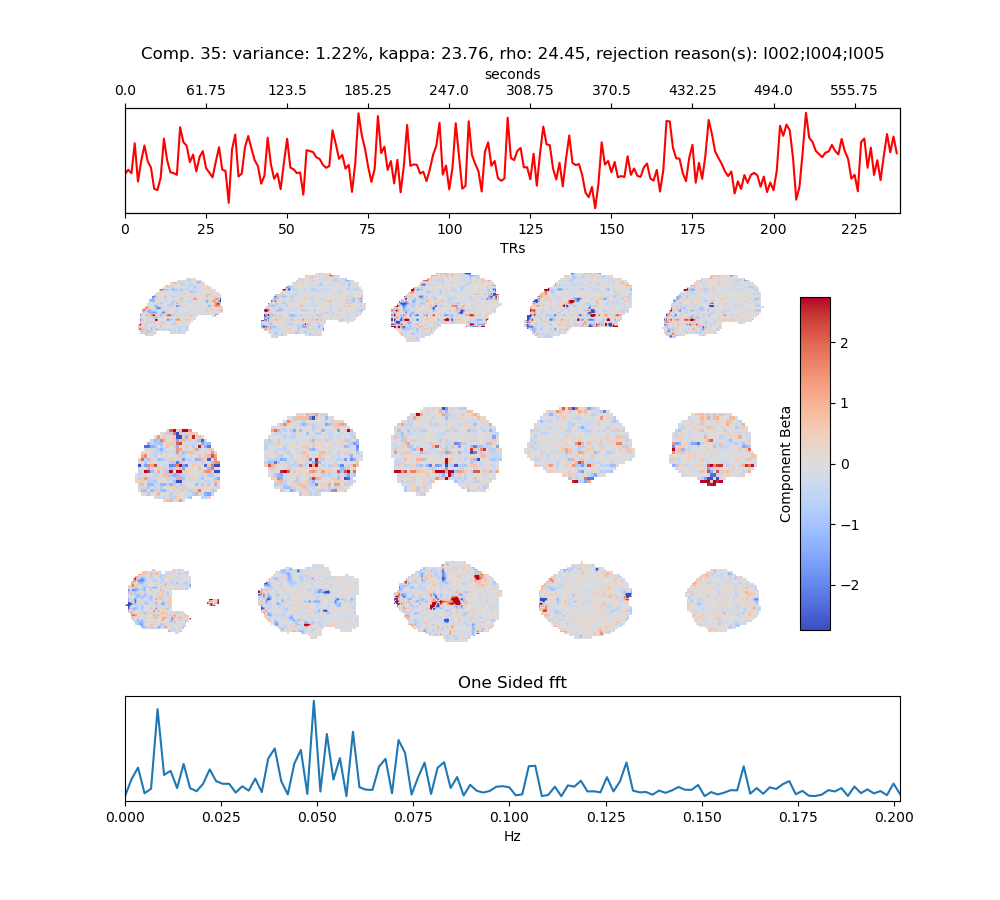 Comp. 35: variance: 1.22%, kappa: 23.76, rho: 24.45, rejection reason(s): I002;I004;I005
seconds
0.0 61.75 123.5 185.25 247.0 308.75 370.5 432.25 494.0 555.75
0 25 50 75 100 125 150 175 200 225
TRs
2
1
0
−1
−2
Component Beta
One Sided fft
0.000 0.025 0.050 0.075 0.100 0.125 0.150 0.175 0.200
Hz